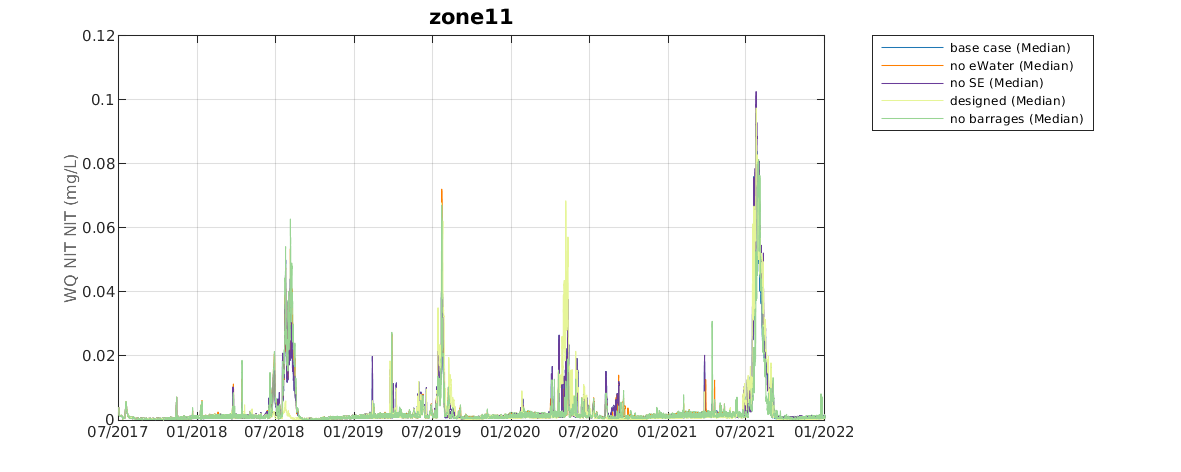 zone11
WQ NIT NIT (mg/L)
0.12
0.1
0.08
0.06
0.04
0.02
0
07/2017 01/2018 07/2018 01/2019 07/2019 01/2020 07/2020 01/2021 07/2021 01/2022
base case (Median)
no eWater (Median)
no SE (Median)
designed (Median)
no barrages (Median)